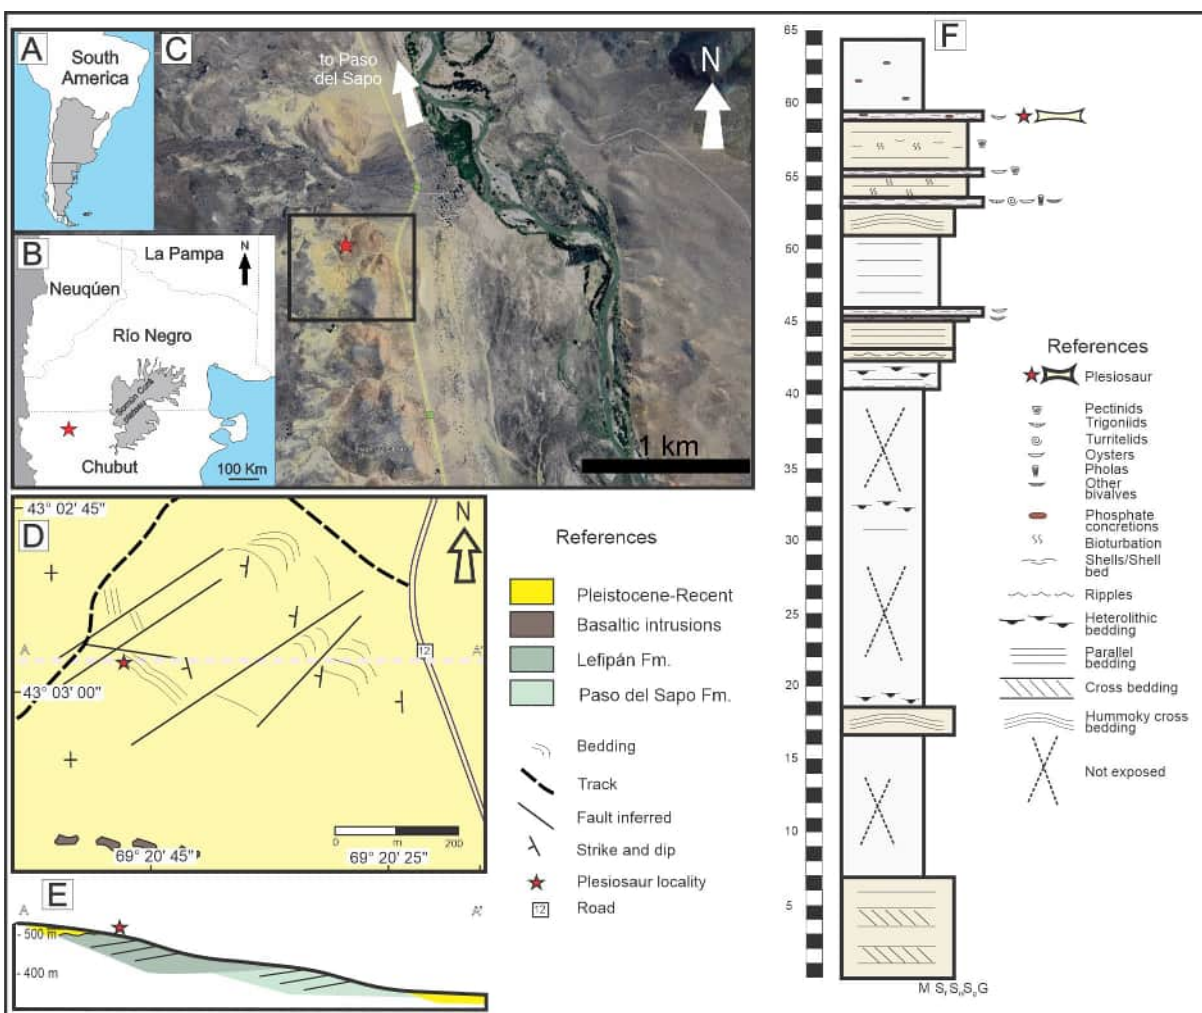 A
South
America
B
N
La Pampa
Neuqúen
Río Negro
Somún Curá
plateau
Chubut
100 Km
C
to Paso
del Sapo
N
1 km
D
43° 02' 45"
N
A
A'
12
43° 03' 00"
0 m 200
69° 20' 45"
69° 20' 25"
References
Pleistocene-Recent
Basaltic intrusions
Lefipán Fm.
Paso del Sapo Fm.
Bedding
Track
Fault inferred
Strike and dip
Plesiosaur locality
12 Road
E
A
A'
- 500 m
- 400 m
F
65
60
55
50
45
40
35
30
25
20
15
10
5
M SfSmScG
References
Plesiosaur
Pectinids
Trigoniids
Turritelids
Oysters
Pholas
Other
bivalves
Phosphate
concretions
Bioturbation
Shells/Shell
bed
Ripples
Heterolithic
bedding
Parallel
bedding
Cross bedding
Hummoky cross
bedding
Not exposed